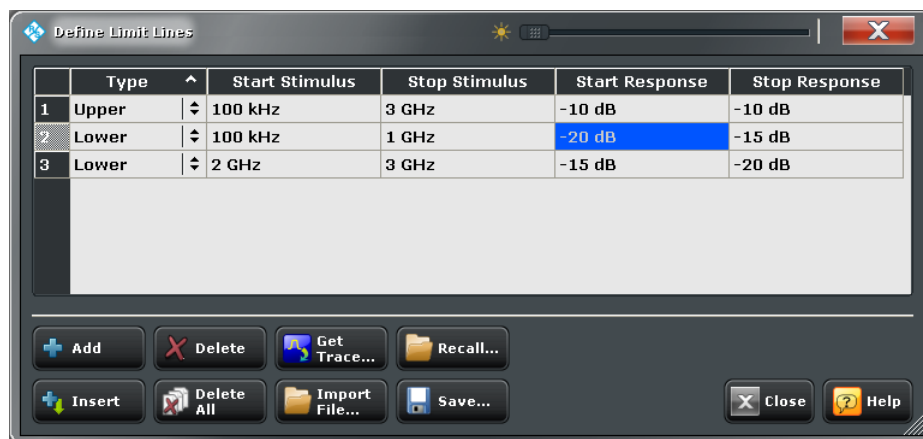 Define Limit Lines
Type Start Stimulus Stop Stimulus Start Response Stop Response
1 Upper 100 kHz 3 GHz -10 dB -10 dB
2 Lower 100 kHz 1 GHz -20 dB -15 dB
3 Lower 2 GHz 3 GHz -15 dB -20 dB
Add Delete Get Trace... Recall...
Insert Delete All Import File... Save... Close Help